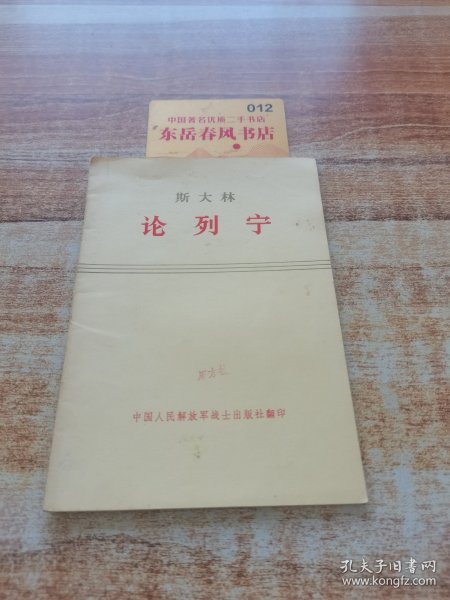 012
中国著名优质二手书店
东岳春风书店
斯大林
论列宁
中国人民解放军战士出版社翻印
孔夫子旧书网
www.kongfz.com